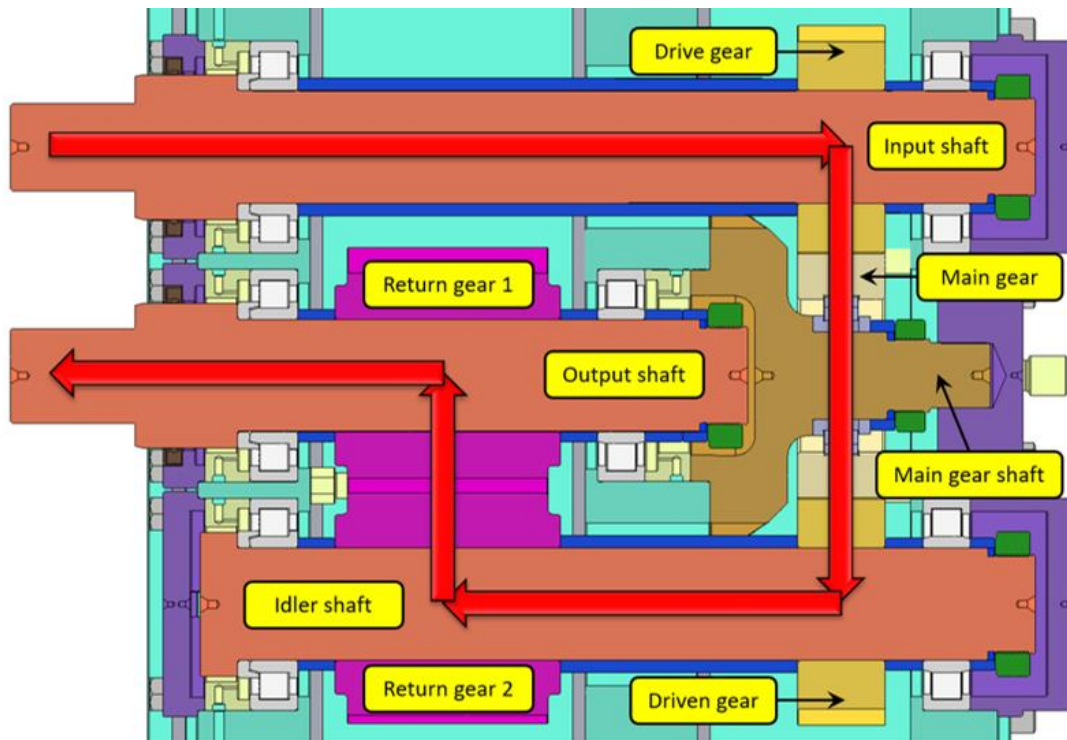 Drive gear
Input shaft
Return gear 1
Main gear
Output shaft
Main gear shaft
Idler shaft
Return gear 2
Driven gear